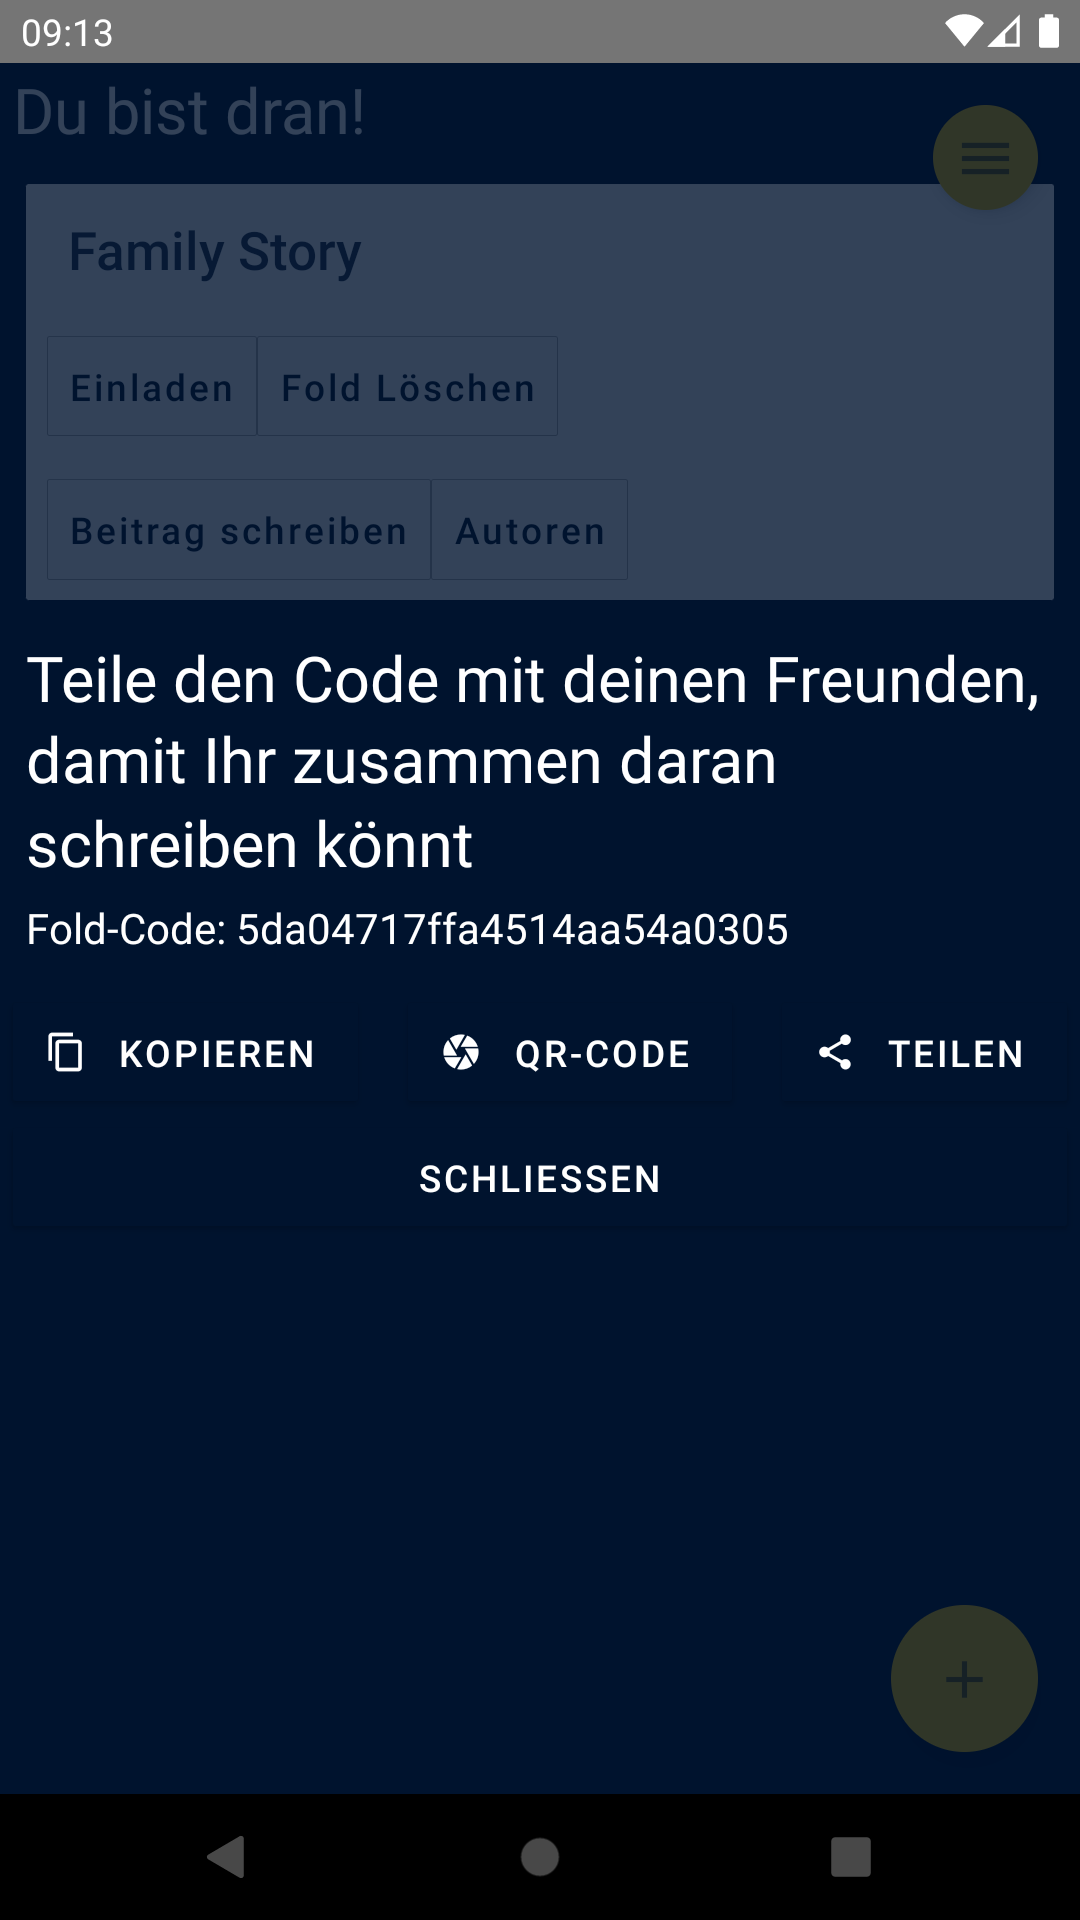 09:13
Du bist dran!
Family Story
Einladen
Fold Löschen
Beitrag schreiben
Autoren
Teile den Code mit deinen Freunden,
damit Ihr zusammen daran
schreiben könnt
Fold-Code: 5da04717ffa4514aa54a0305
KOPIEREN
QR-CODE
TEILEN
SCHLIESSEN